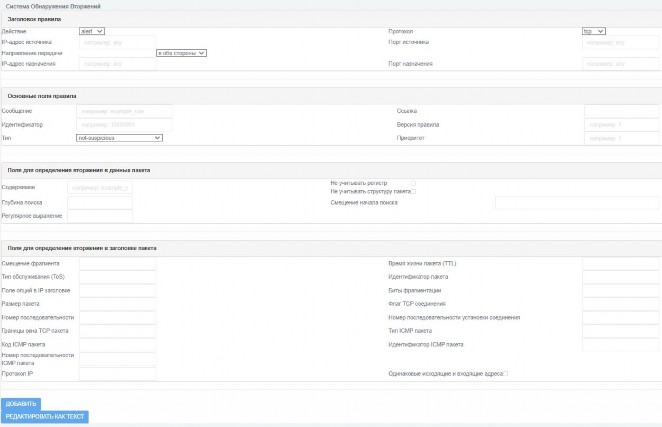 Система Обнаружения Вторжений
Заголовок правила
Действие alert Протокол tcp
IP-адрес источника например: any Порт источника например: any
Направление передачи в обе стороны
IP-адрес назначения например: any Порт назначения например: any
Основные поля правила
Сообщение например: example_rule Ссылка
Идентификатор например: Версия правила например: 1
Тип not-suspicious Приоритет например: 1
Поля для определения вторжения в данных пакета
Не учитывать регистр
Содержимое например: example_s
Не учитывать структуру пакета
Глубина поиска Смещение начала поиска
Регулярное выражение
Поля для определения вторжения в заголовке пакета
Смещение фрагмента Время жизни пакета (TTL)
Тип обслуживания (ToS) Идентификатор пакета
Поле опций в IP заголовке Биты фрагментации
Размер пакета Флаг TCP соединения
Номер последовательности Номер последовательности установки соединения
Границы окна TCP пакета Тип ICMP пакета
Код ICMP пакета Идентификатор ICMP пакета
Номер последовательности
ICMP пакета
Протокол IP Одинаковые исходящие и входящие адреса
ДОБАВИТЬ
РЕДАКТИРОВАТЬ КАК ТЕКСТ